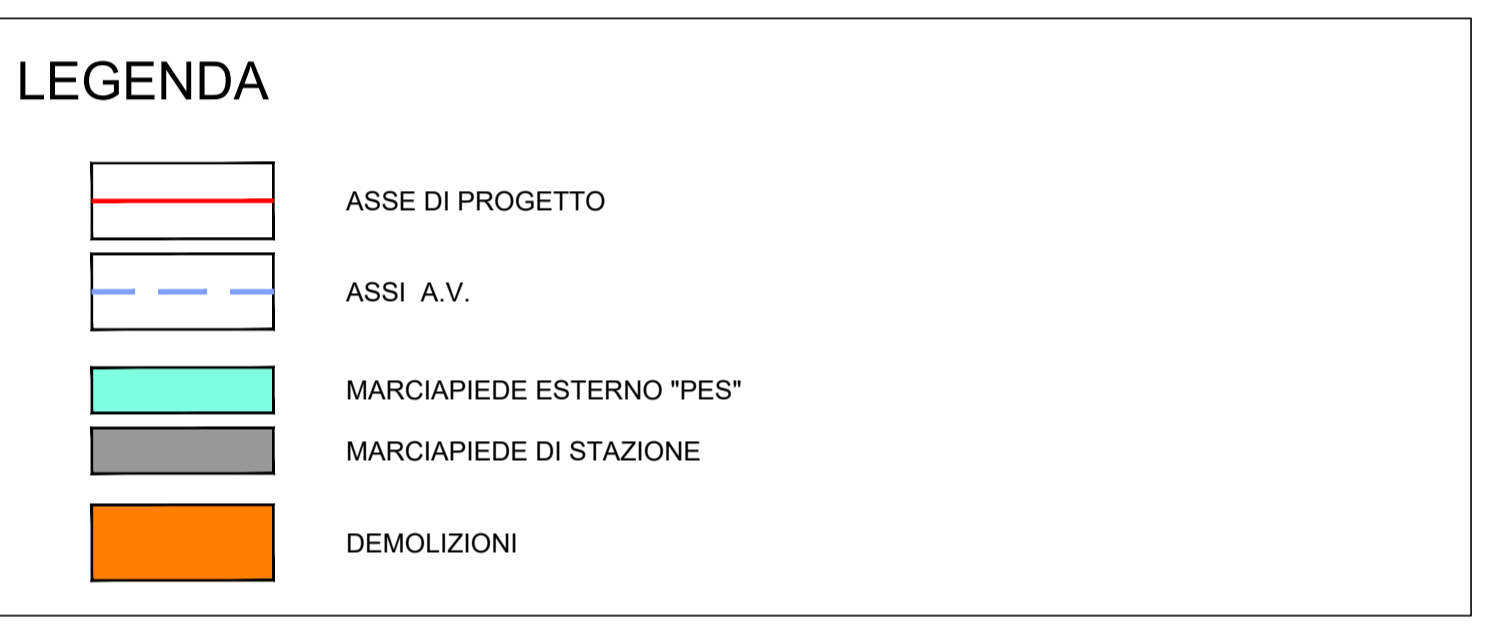 LEGENDA
ASSE DI PROGETTO
ASSI A.V.
MARCIAPIEDE ESTERNO "PES"
MARCIAPIEDE DI STAZIONE
DEMOLIZIONI